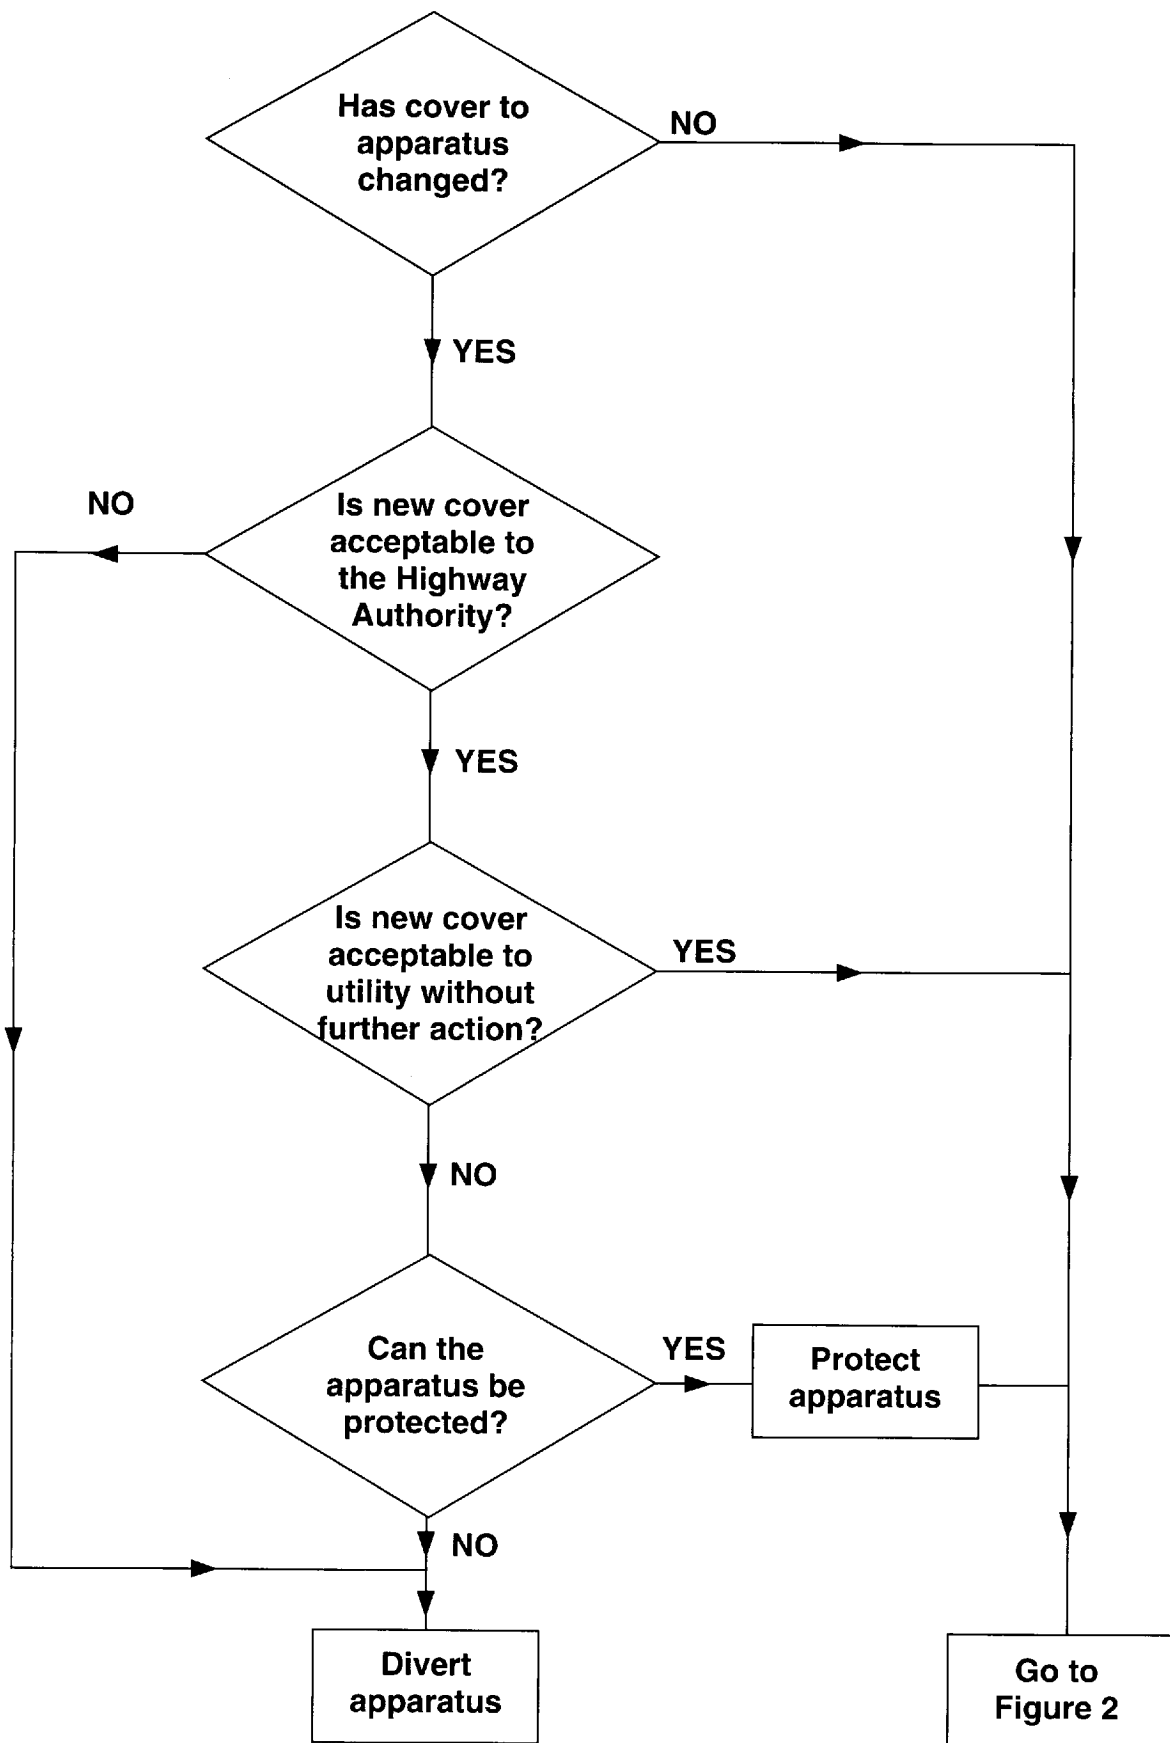 Has cover to
apparatus
changed?
NO
YES
NO
Is new cover
acceptable to
the Highway
Authority?
YES
Is new cover
acceptable to
utility without
further action?
YES
NO
Can the
apparatus be
protected?
YES
Protect
apparatus
NO
Divert
apparatus
Go to
Figure 2